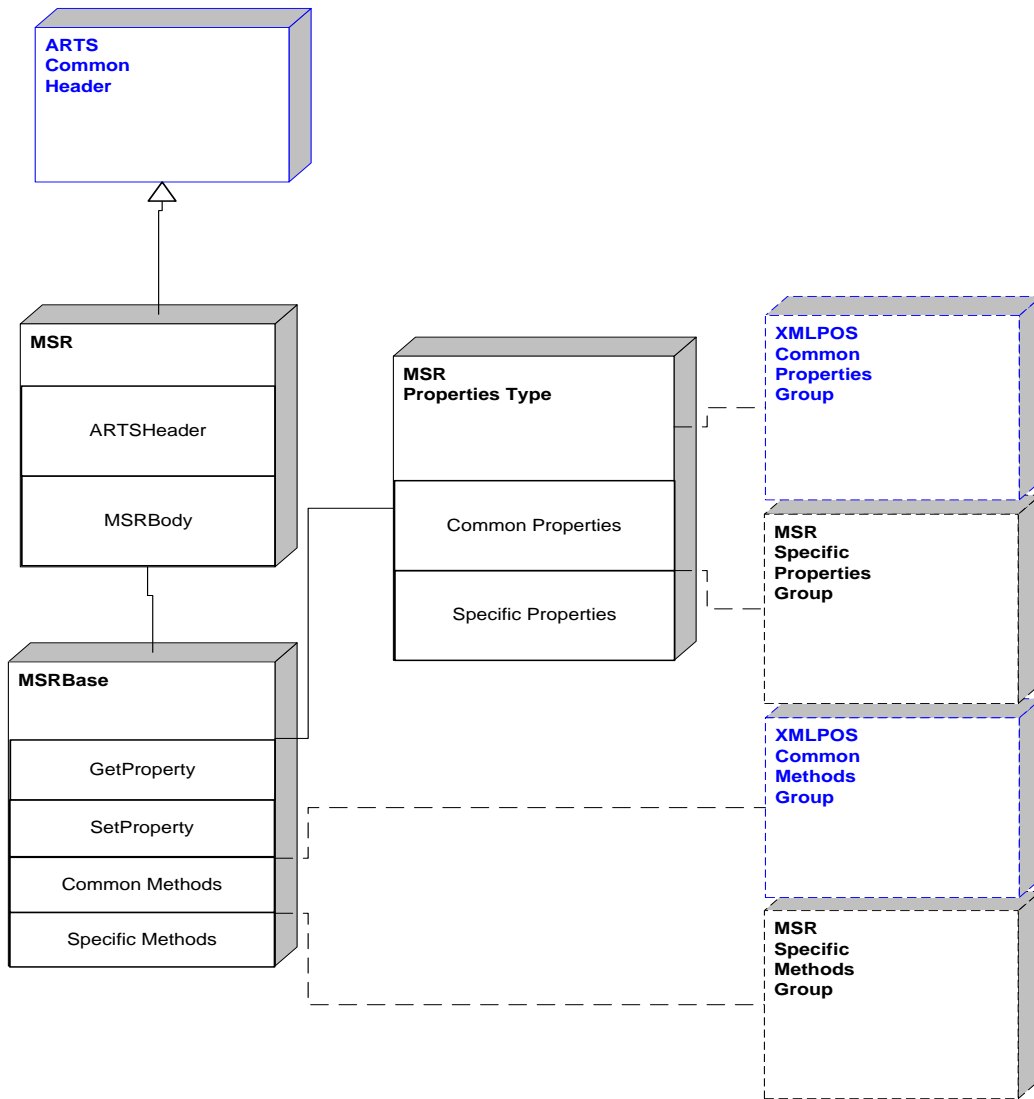 ARTS
Common
Header
MSR
ARTSHeader
MSRBody
MSRBase
GetProperty
SetProperty
Common Methods
Specific Methods
MSR
Properties Type
Common Properties
Specific Properties
XMLPOS
Common
Properties
Group
MSR
Specific
Properties
Group
XMLPOS
Common
Methods
Group
MSR
Specific
Methods
Group